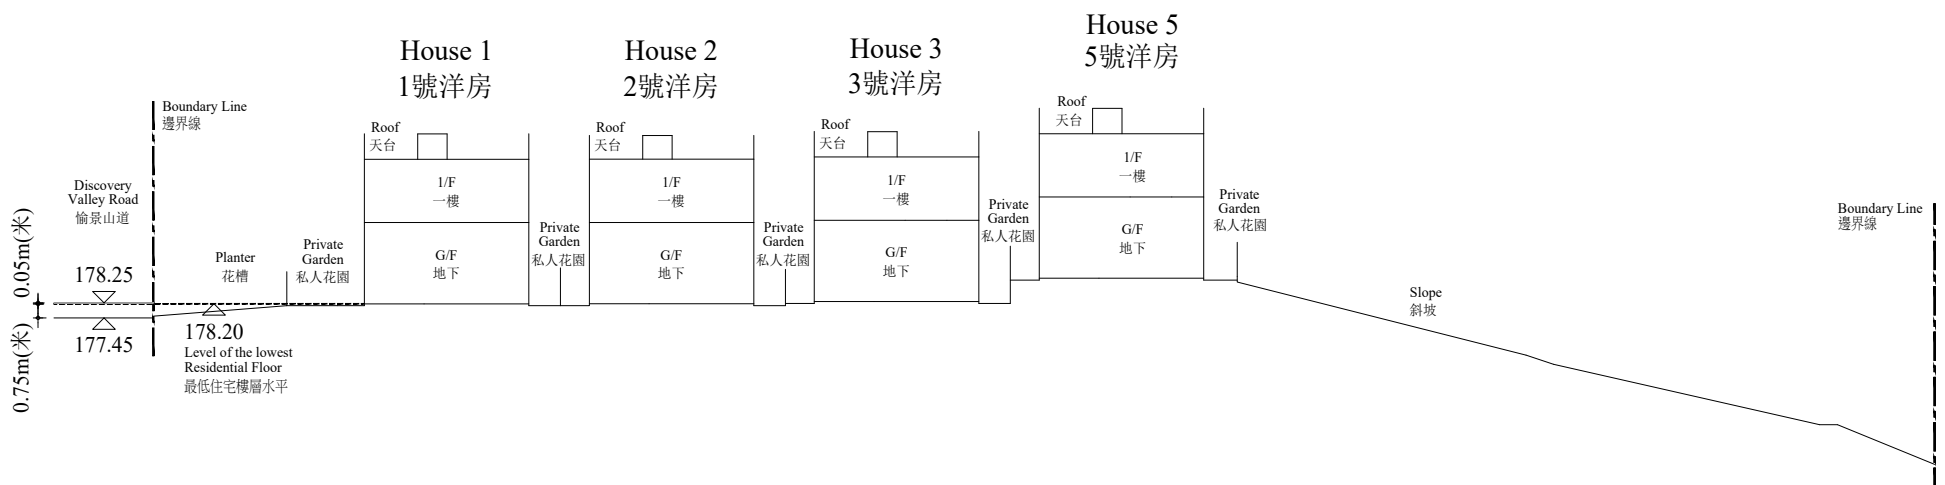 House 1
1號洋房
House 2
2號洋房
House 3
3號洋房
House 5
5號洋房
Boundary Line
邊界線
Discovery
Valley Road
愉景山道
0.05m(米)
178.25
177.45
0.75m(米)
Planter
花槽
178.20
Level of the lowest
Residential Floor
最低住宅樓層水平
Private
Garden
私人花園
Roof
天台
1/F
一樓
G/F
地下
Private
Garden
私人花園
Roof
天台
1/F
一樓
G/F
地下
Private
Garden
私人花園
Roof
天台
1/F
一樓
G/F
地下
Private
Garden
私人花園
Roof
天台
1/F
一樓
G/F
地下
Private
Garden
私人花園
Slope
斜坡
Boundary Line
邊界線